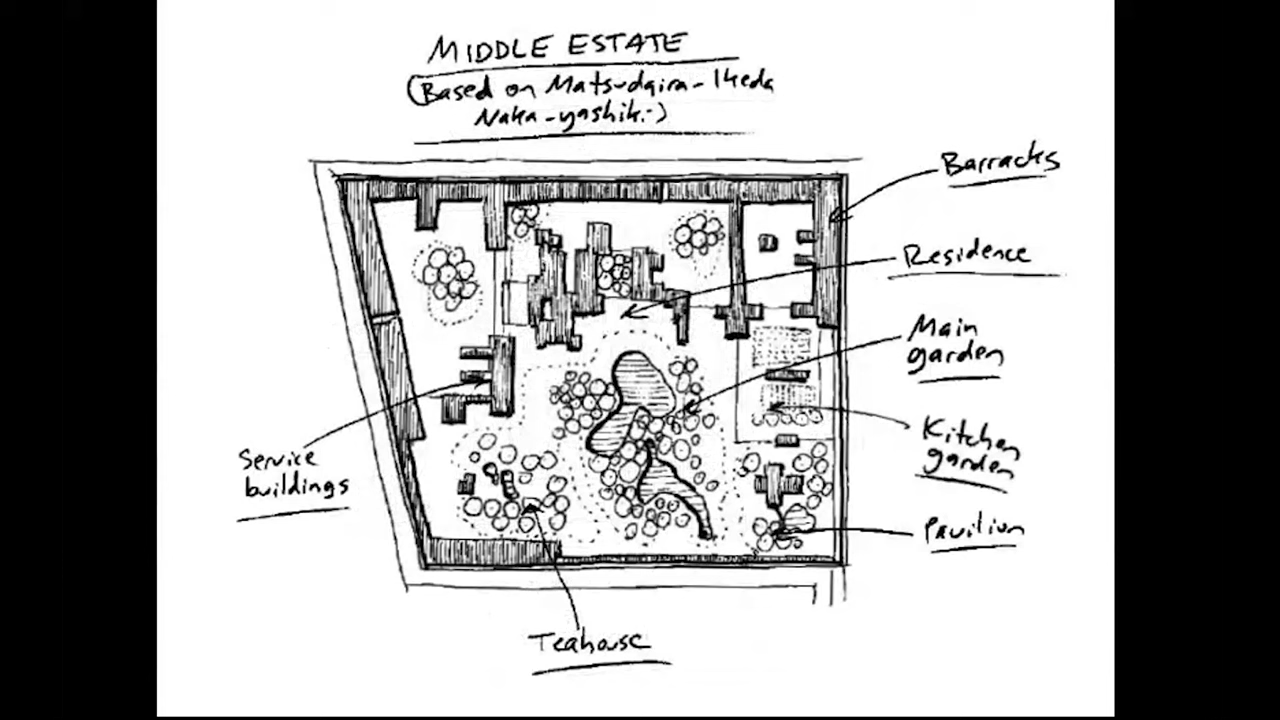 MIDDLE ESTATE
(Based on Matsudaira-Ikeda
Naka-yashiki)
Barracks
Residence
Main
garden
Kitchen
garden
Service
buildings
Pavilion
Teahouse